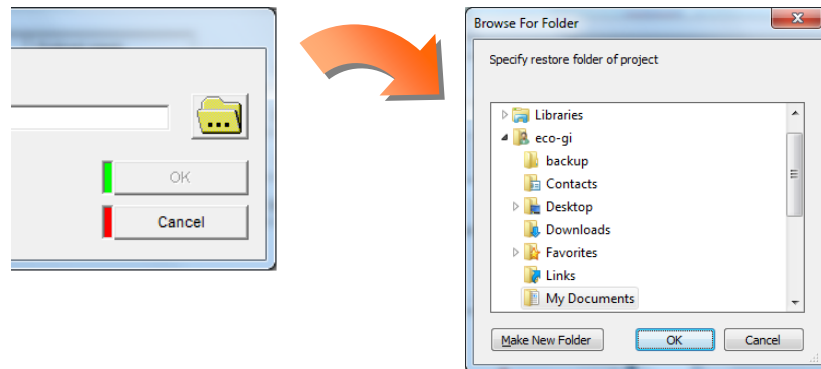 OK
Cancel
Browse For Folder
Specify restore folder of project
Libraries
eco-gi
backup
Contacts
Desktop
Downloads
Favorites
Links
My Documents
Make New Folder
OK
Cancel